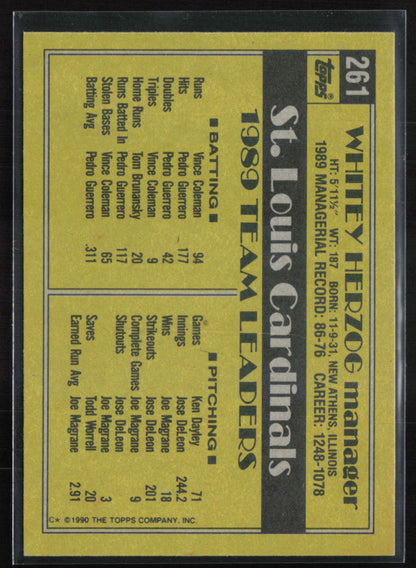 261
topps®
WHITEY HERZOG manager
HT: 5'11½" WT: 187 BORN: 11-9-31, NEW ATHENS, ILLINOIS
1989 MANAGERIAL RECORD: 86-76 CAREER: 1248-1078
St. Louis Cardinals
1989 TEAM LEADERS
BATTING
Runs Vince Coleman 94
Hits Pedro Guerrero 177
Doubles Pedro Guerrero 42
Triples Vince Coleman 9
Home Runs Tom Brunansky 20
Runs Batted In Pedro Guerrero 117
Stolen Bases Vince Coleman 65
Batting Avg Pedro Guerrero .311
PITCHING
Games Ken Dayley 71
Innings Jose DeLeon 244.2
Wins Joe Magrane 18
Strikeouts Jose DeLeon 201
Complete Games Joe Magrane 9
Shutouts Joe Magrane 3
Saves Todd Worrell 20
Earned Run Avg Joe Magrane 2.91
C* © 1990 THE TOPPS COMPANY, INC.